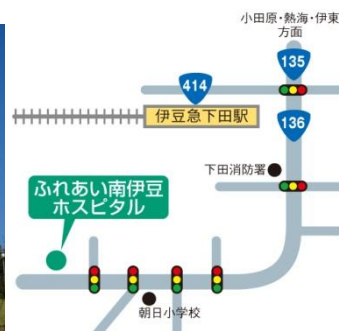 小田原・熱海・伊東
方面
135
414
伊豆急下田駅
136
下田消防署
ふれあい南伊豆
ホスピタル
朝日小学校